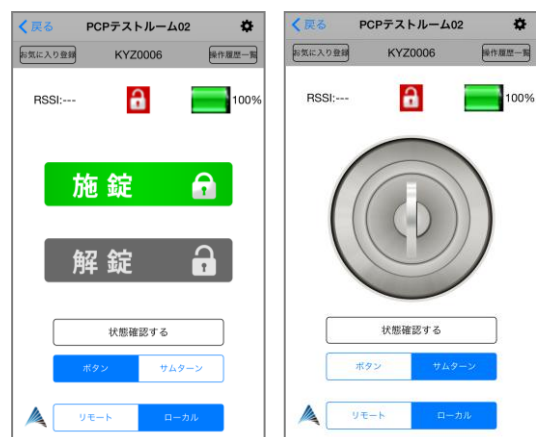 戻る PCPテストルーム02
お気に入り登録 KYZ0006 操作履歴一覧
RSSI:--- 100%
施錠
解錠
状態確認する
ボタン サムターン
リモート ローカル
戻る PCPテストルーム02
お気に入り登録 KYZ0006 操作履歴一覧
RSSI:--- 100%
状態確認する
ボタン サムターン
リモート ローカル